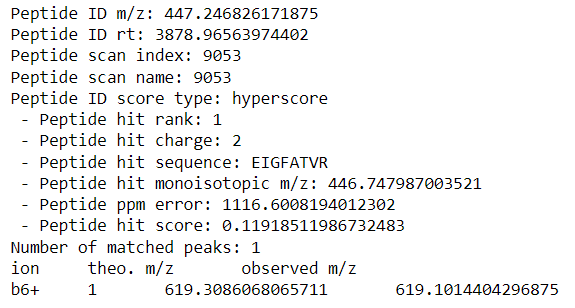 Peptide ID m/z: 447.246826171875
Peptide ID rt: 3878.96563974402
Peptide scan index: 9053
Peptide scan name: 9053
Peptide ID score type: hyperscore
- Peptide hit rank: 1
- Peptide hit charge: 2
- Peptide hit sequence: EIGFATVR
- Peptide hit monoisotopic m/z: 446.747987003521
- Peptide ppm error: 1116.6008194012302
- Peptide hit score: 0.11918511986732483
Number of matched peaks: 1
ion theo. m/z observed m/z
b6+ 1 619.3086068065711 619.1014404296875